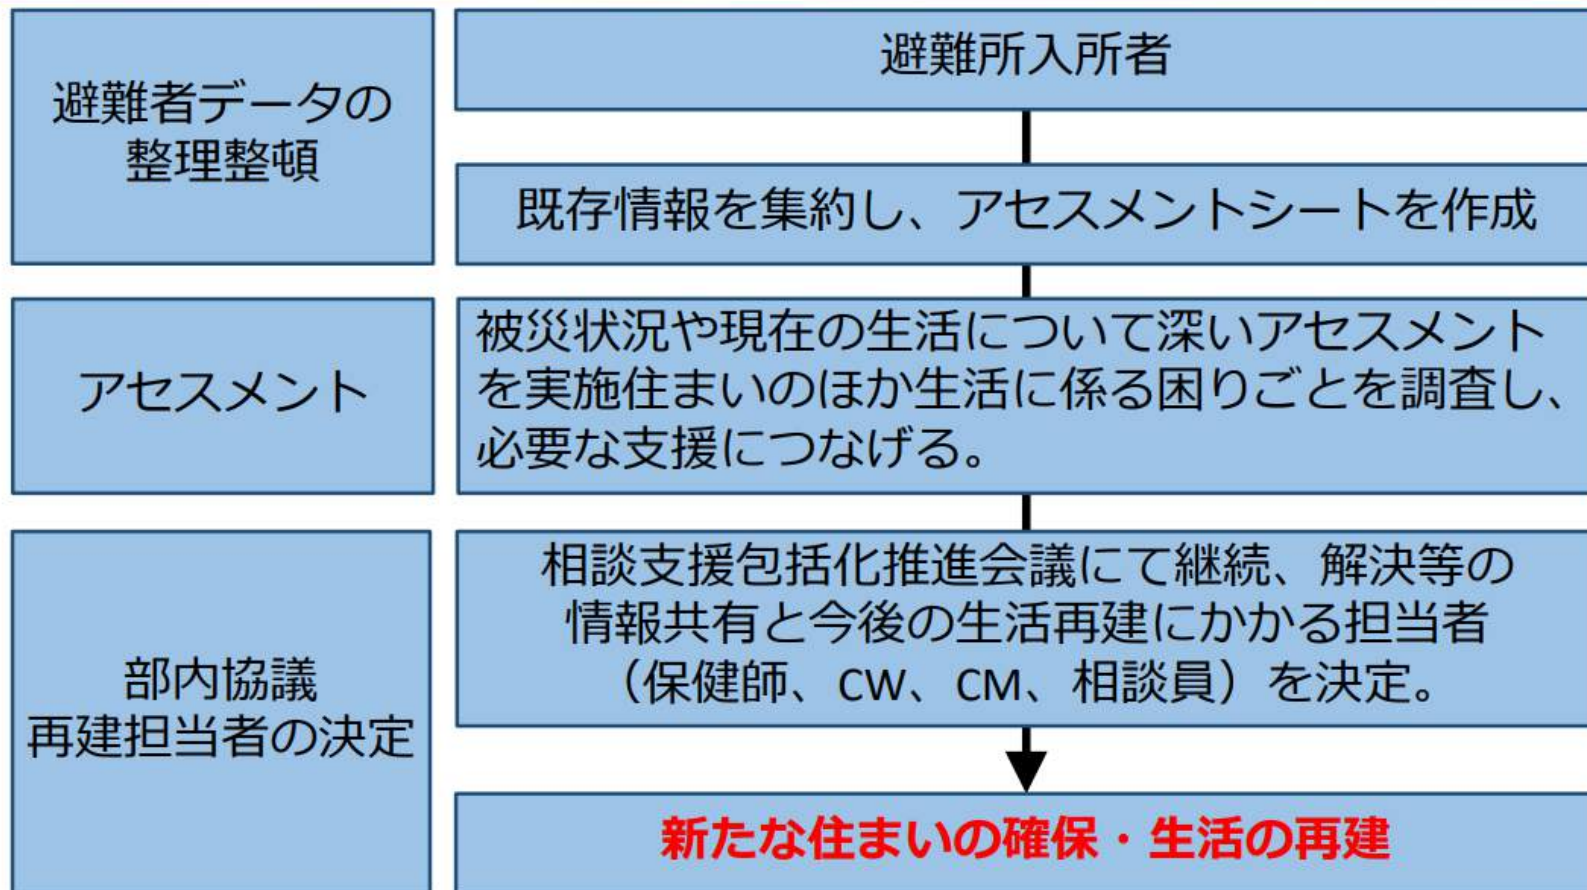 避難者データの
整理整頓
避難所入所者
既存情報を集約し、アセスメントシートを作成
アセスメント
被災状況や現在の生活について深いアセスメント
を実施住まいのほか生活に係る困りごとを調査し、
必要な支援につなげる。
部内協議
再建担当者の決定
相談支援包括化推進会議にて継続、解決等の
情報共有と今後の生活再建にかかる担当者
（保健師、CW、CM、相談員）を決定。
新たな住まいの確保・生活の再建